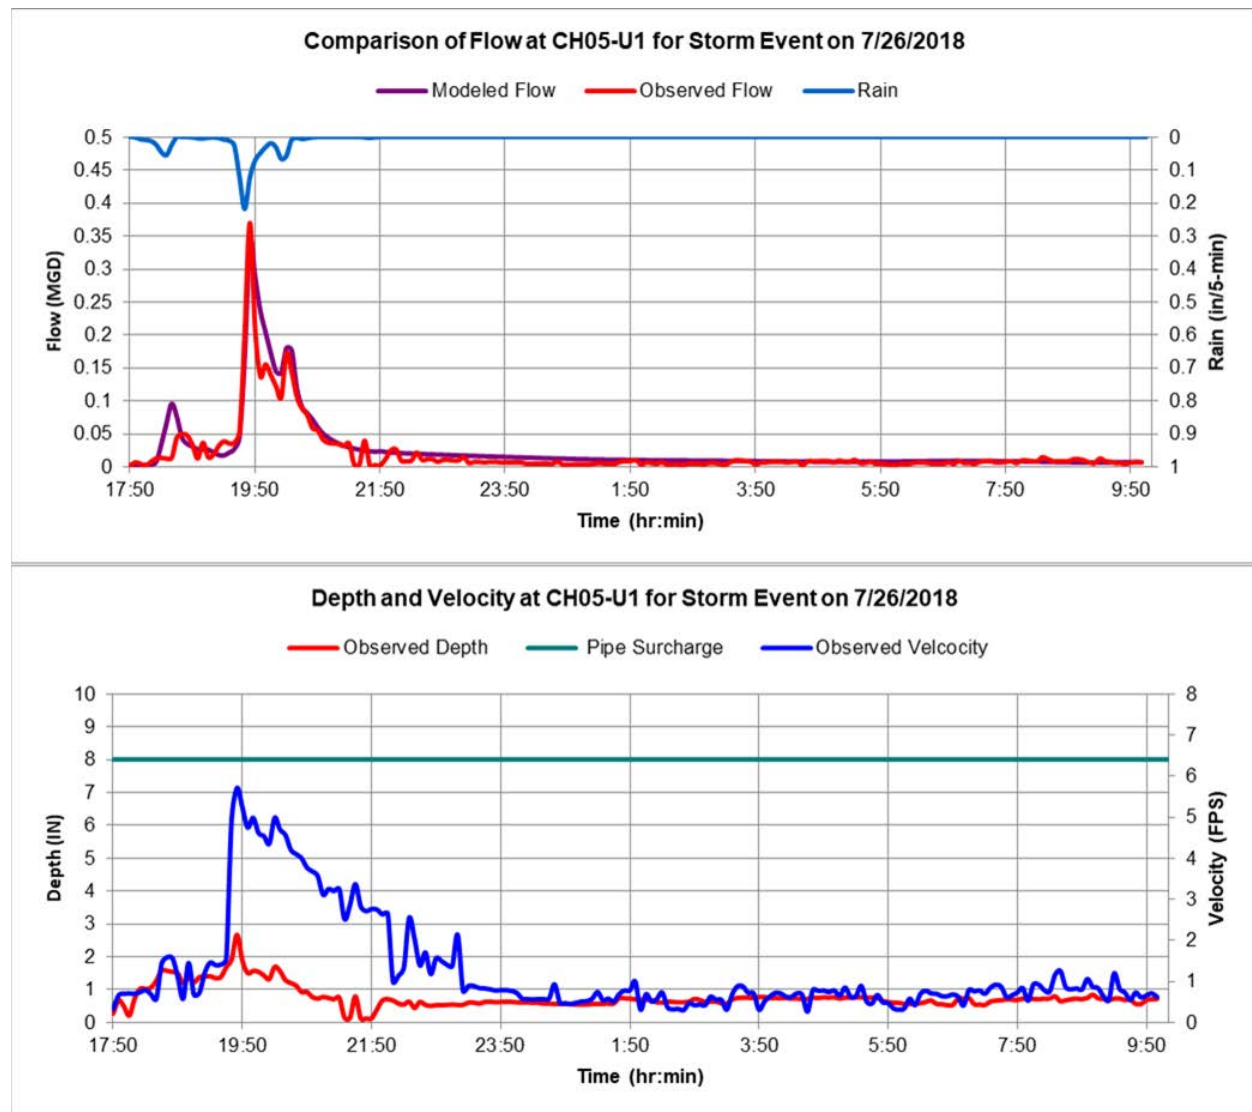 Comparison of Flow at CH05-U1 for Storm Event on 7/26/2018
Modeled Flow Observed Flow Rain
0.5 0
0.45 0.1
0.4 0.2
0.35 0.3
0.3 0.4
0.25 0.5
0.2 0.6
0.15 0.7
0.1 0.8
0.05 0.9
0 1
Flow (MGD)
Rain (in/5-min)
17:50 19:50 21:50 23:50 1:50 3:50 5:50 7:50 9:50
Time (hr:min)
Depth and Velocity at CH05-U1 for Storm Event on 7/26/2018
Observed Depth Pipe Surcharge Observed Velcocity
10 8
9 7
8 6
7 5
6 4
5 3
4 2
3 1
2 0
1
0
Depth (IN)
Velocity (FPS)
17:50 19:50 21:50 23:50 1:50 3:50 5:50 7:50 9:50
Time (hr:min)